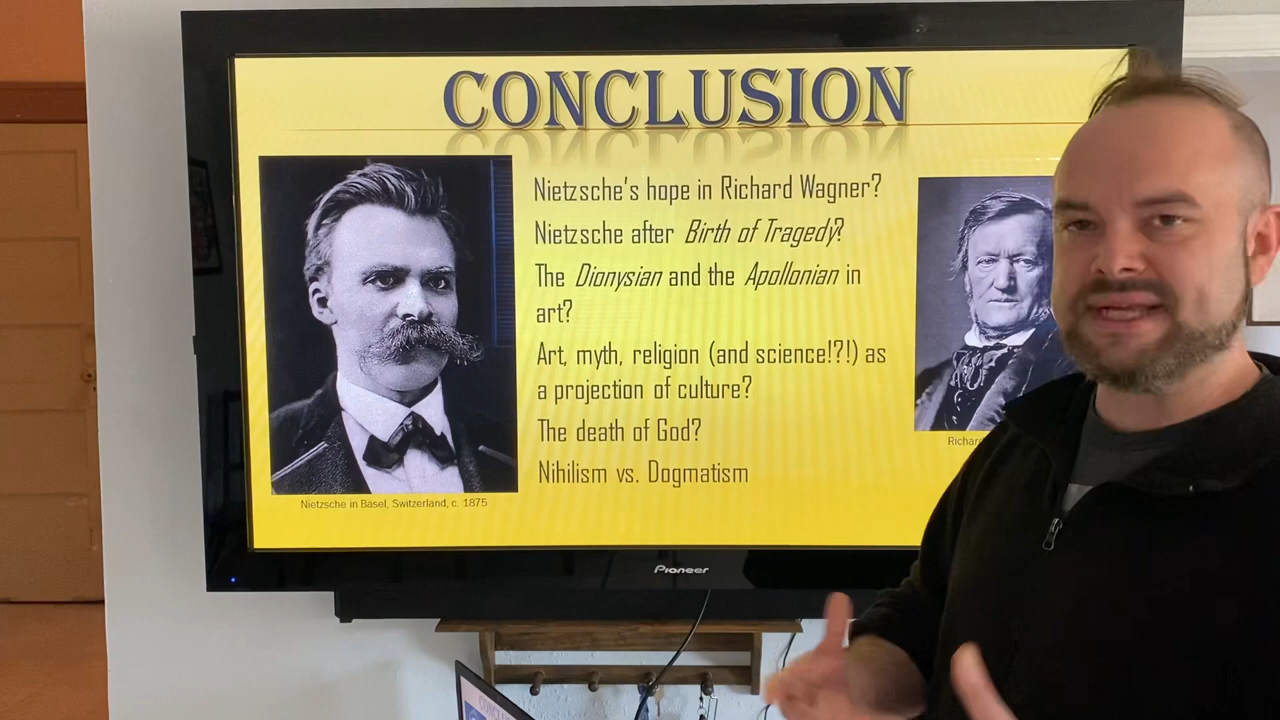 CONCLUSION
Nietzsche's hope in Richard Wagner?
Nietzsche after Birth of Tragedy?
The Dionysian and the Apollonian in
art?
Art, myth, religion (and science!?!) as
a projection of culture?
The death of God?
Nihilism vs. Dogmatism
Nietzsche in Basel, Switzerland, c. 1875
Richard
Pioneer